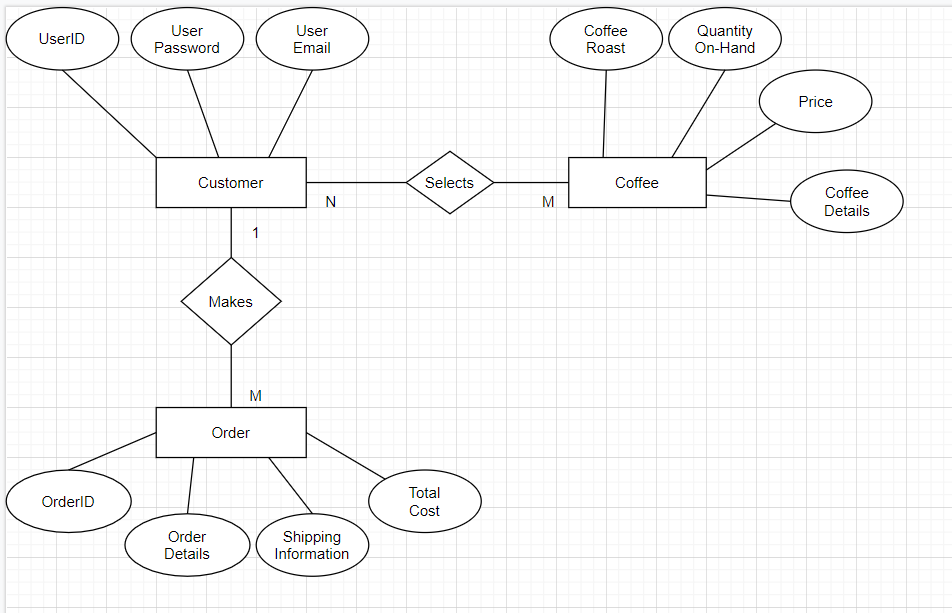 UserID
User
Password
User
Email
Coffee
Roast
Quantity
On-Hand
Price
Customer
Selects
Coffee
N
M
Coffee
Details
1
Makes
M
Order
OrderID
Order
Details
Shipping
Information
Total
Cost